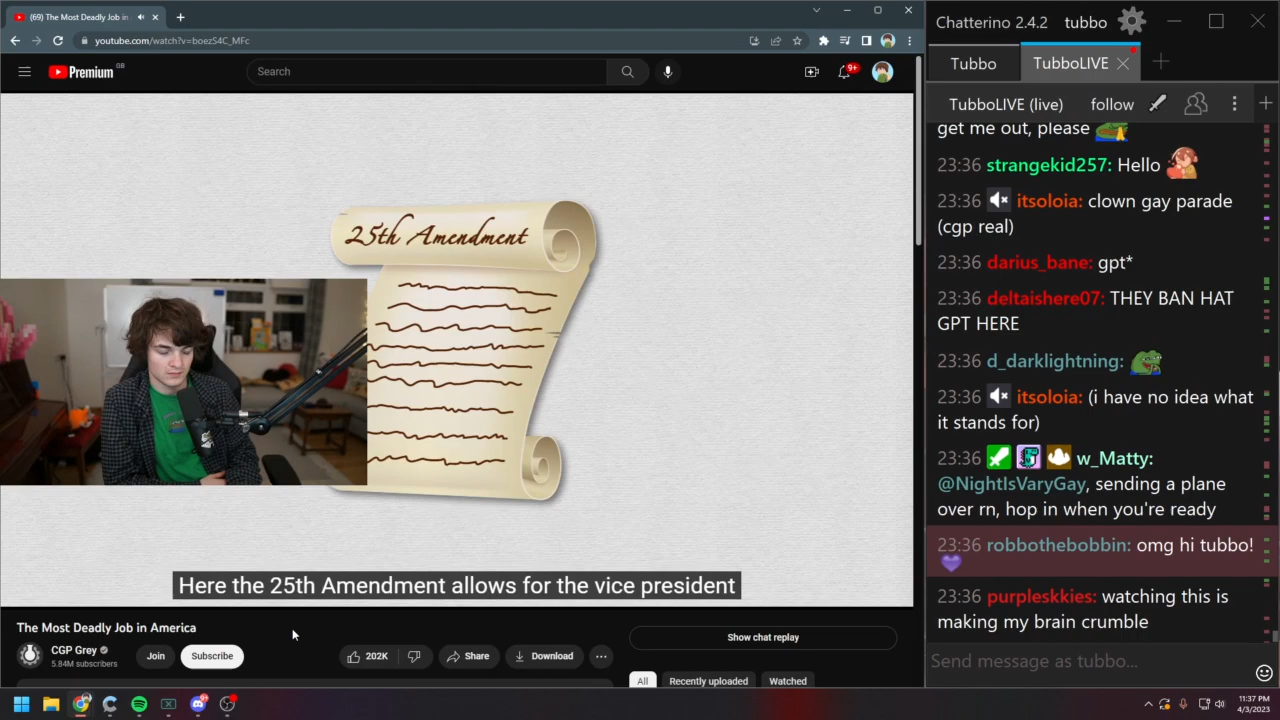 (69) The Most Deadly Job in
youtube.com/watch?v=boezS4C_MFc
Premium GB
Search
9+
25th Amendment
Here the 25th Amendment allows for the vice president
The Most Deadly Job in America
CGP Grey
5.84M subscribers
Join
Subscribe
202K
Share
Download
Show chat replay
All
Recently uploaded
Watched
Chatterino 2.4.2
tubbo
Tubbo
TubboLIVE
TubboLIVE (live)
follow
get me out, please
23:36 strangekid257: Hello
23:36 itsoloia: clown gay parade
(cgp real)
23:36 darius_bane: gpt*
23:36 deltaishere07: THEY BAN HAT
GPT HERE
23:36 d_darklightning:
23:36 itsoloia: (i have no idea what
it stands for)
23:36 w_Matty:
@NightIsVaryGay, sending a plane
over rn, hop in when you're ready
23:36 robbothebobbin: omg hi tubbo!
23:36 purpleskkies: watching this is
making my brain crumble
Send message as tubbo...
11:37 PM
4/3/2023